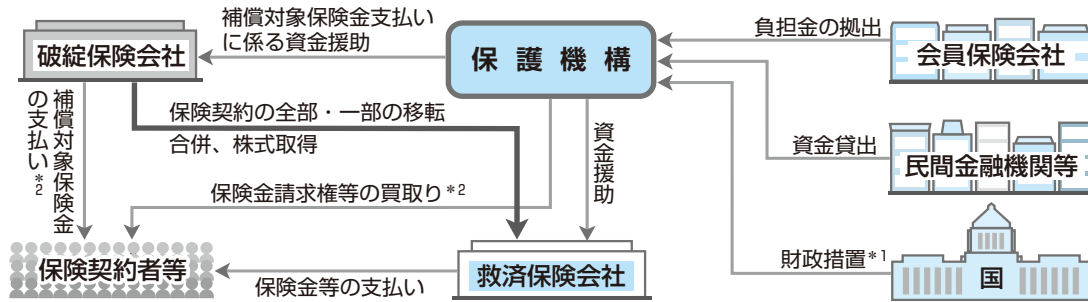 補償対象保険金支払い
に係る資金援助
破綻保険会社
保護機構
負担金の拠出
会員保険会社
補償対象保険金
の支払い*2
保険契約の全部・一部の移転
合併、株式取得
資金援助
資金貸出
民間金融機関等
保険金請求権等の買取り*2
保険契約者等
保険金等の支払い
救済保険会社
財政措置*1
国